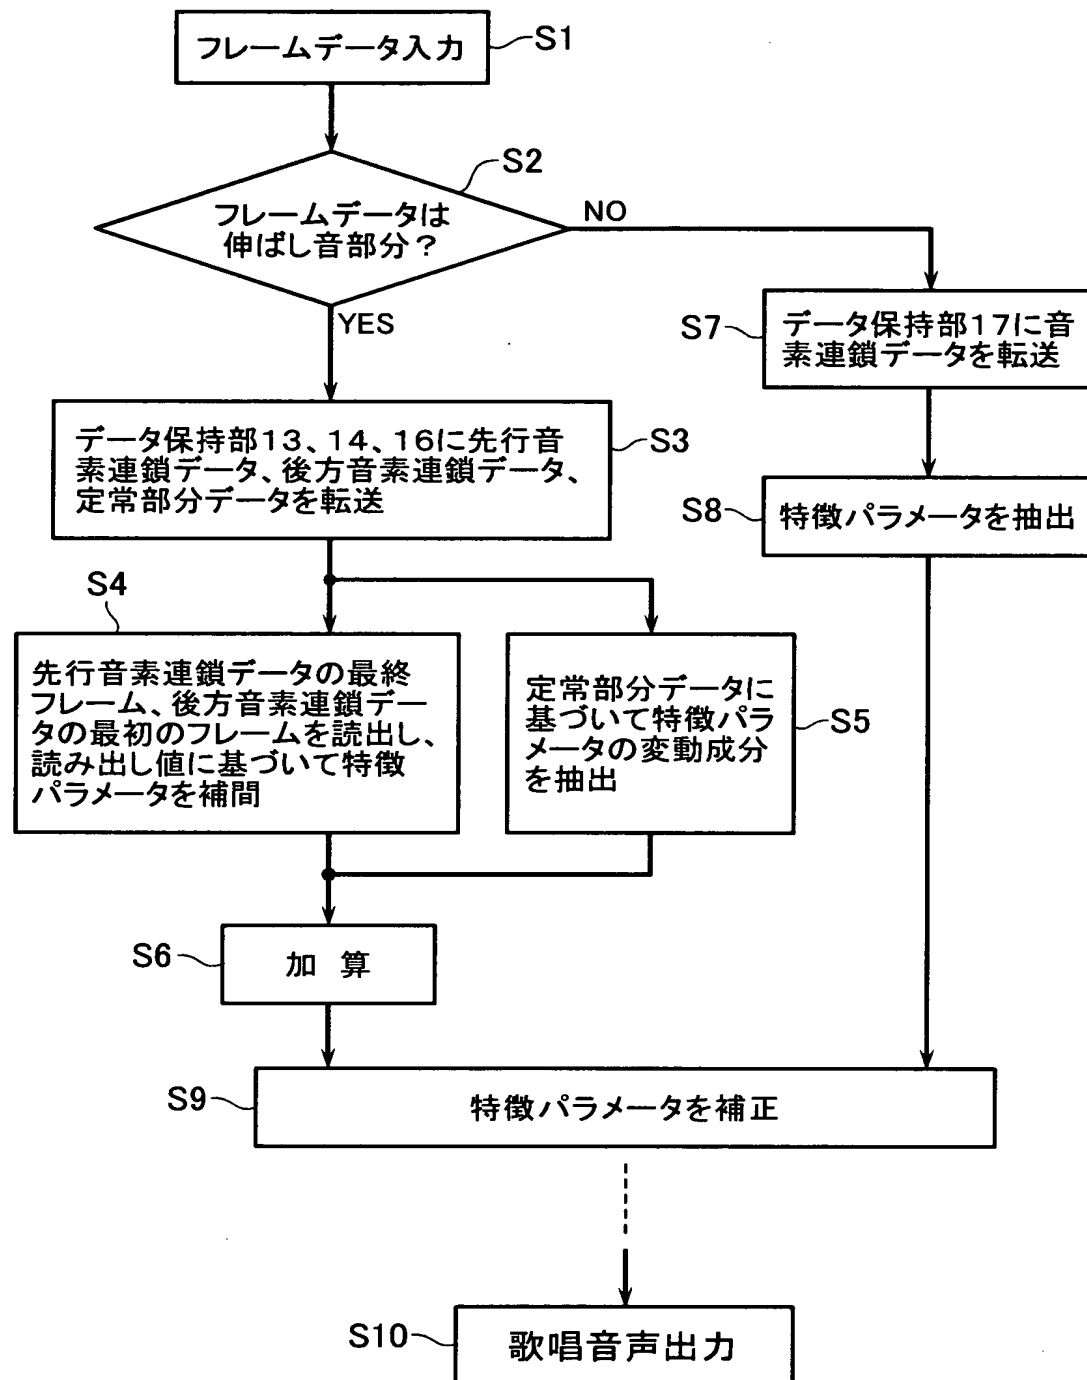 フレームデータ入力
S1
S2
フレームデータは
伸ばし音部分？
NO
YES
S7
データ保持部17に音
素連鎖データを転送
データ保持部13、14、16に先行音
素連鎖データ、後方音素連鎖データ、
定常部分データを転送
S3
S8
特徴パラメータを抽出
S4
先行音素連鎖データの最終
フレーム、後方音素連鎖デー
タの最初のフレームを読出し、
読み出し値に基づいて特徴
パラメータを補間
定常部分データに
基づいて特徴パラ
メータの変動成分
を抽出
S5
S6
加 算
S9
特徴パラメータを補正
S10
歌唱音声出力